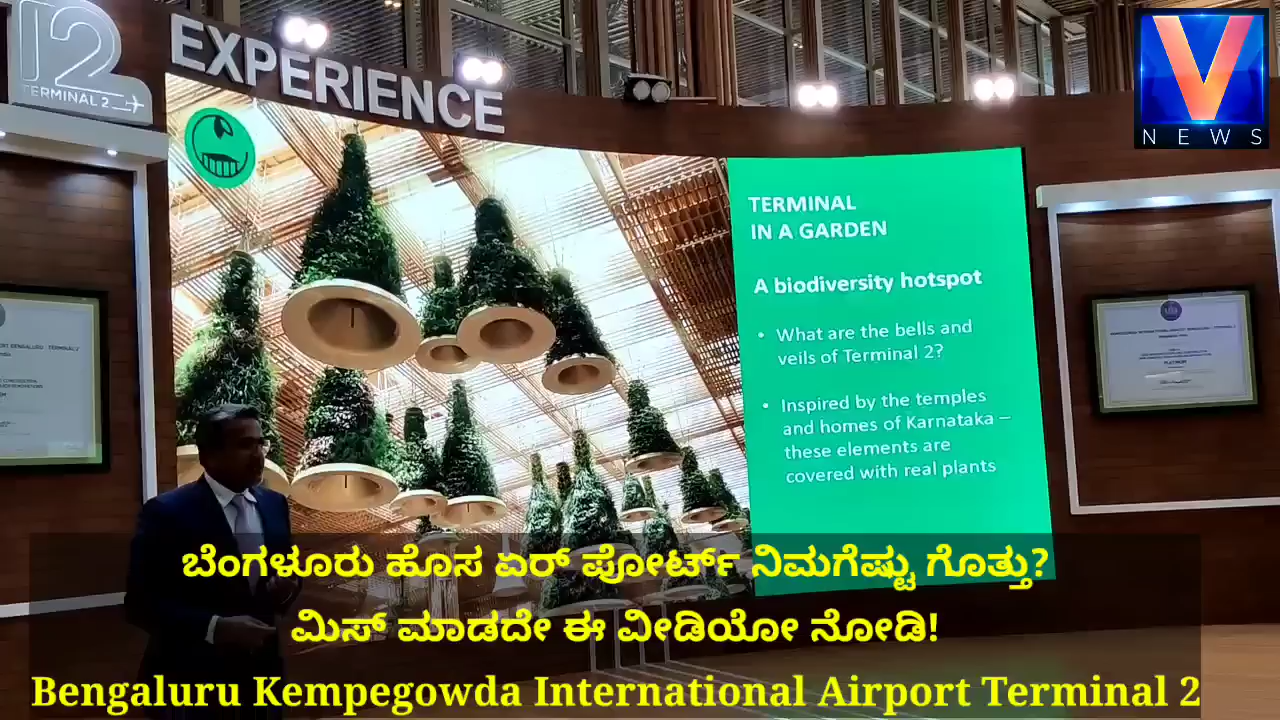 T2
TERMINAL 2
EXPERIENCE
V
NEWS
TERMINAL
IN A GARDEN
A biodiversity hotspot
• What are the bells and
veils of Terminal 2?
• Inspired by the temples
and homes of Karnataka –
these elements are
covered with real plants
PLATINUM
ಬೆಂಗಳೂರು ಹೊಸ ಏರ್ ಪೋರ್ಟ್ ನಿಮಗೆಷ್ಟು ಗೊತ್ತು?
ಮಿಸ್ ಮಾಡದೇ ಈ ವೀಡಿಯೋ ನೋಡಿ!
Bengaluru Kempegowda International Airport Terminal 2